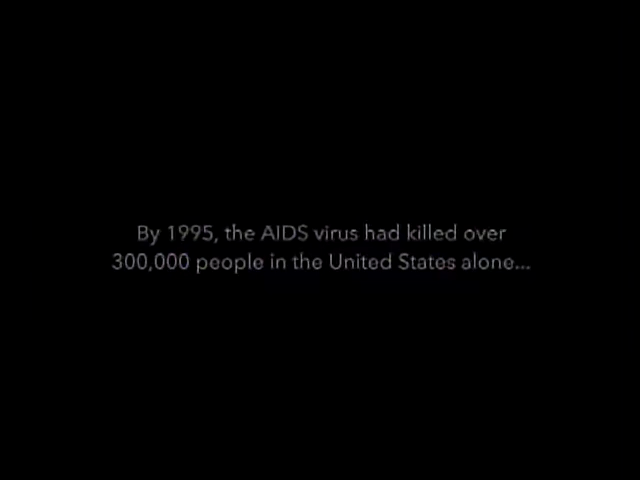 By 1995, the AIDS virus had killed over
300,000 people in the United States alone...